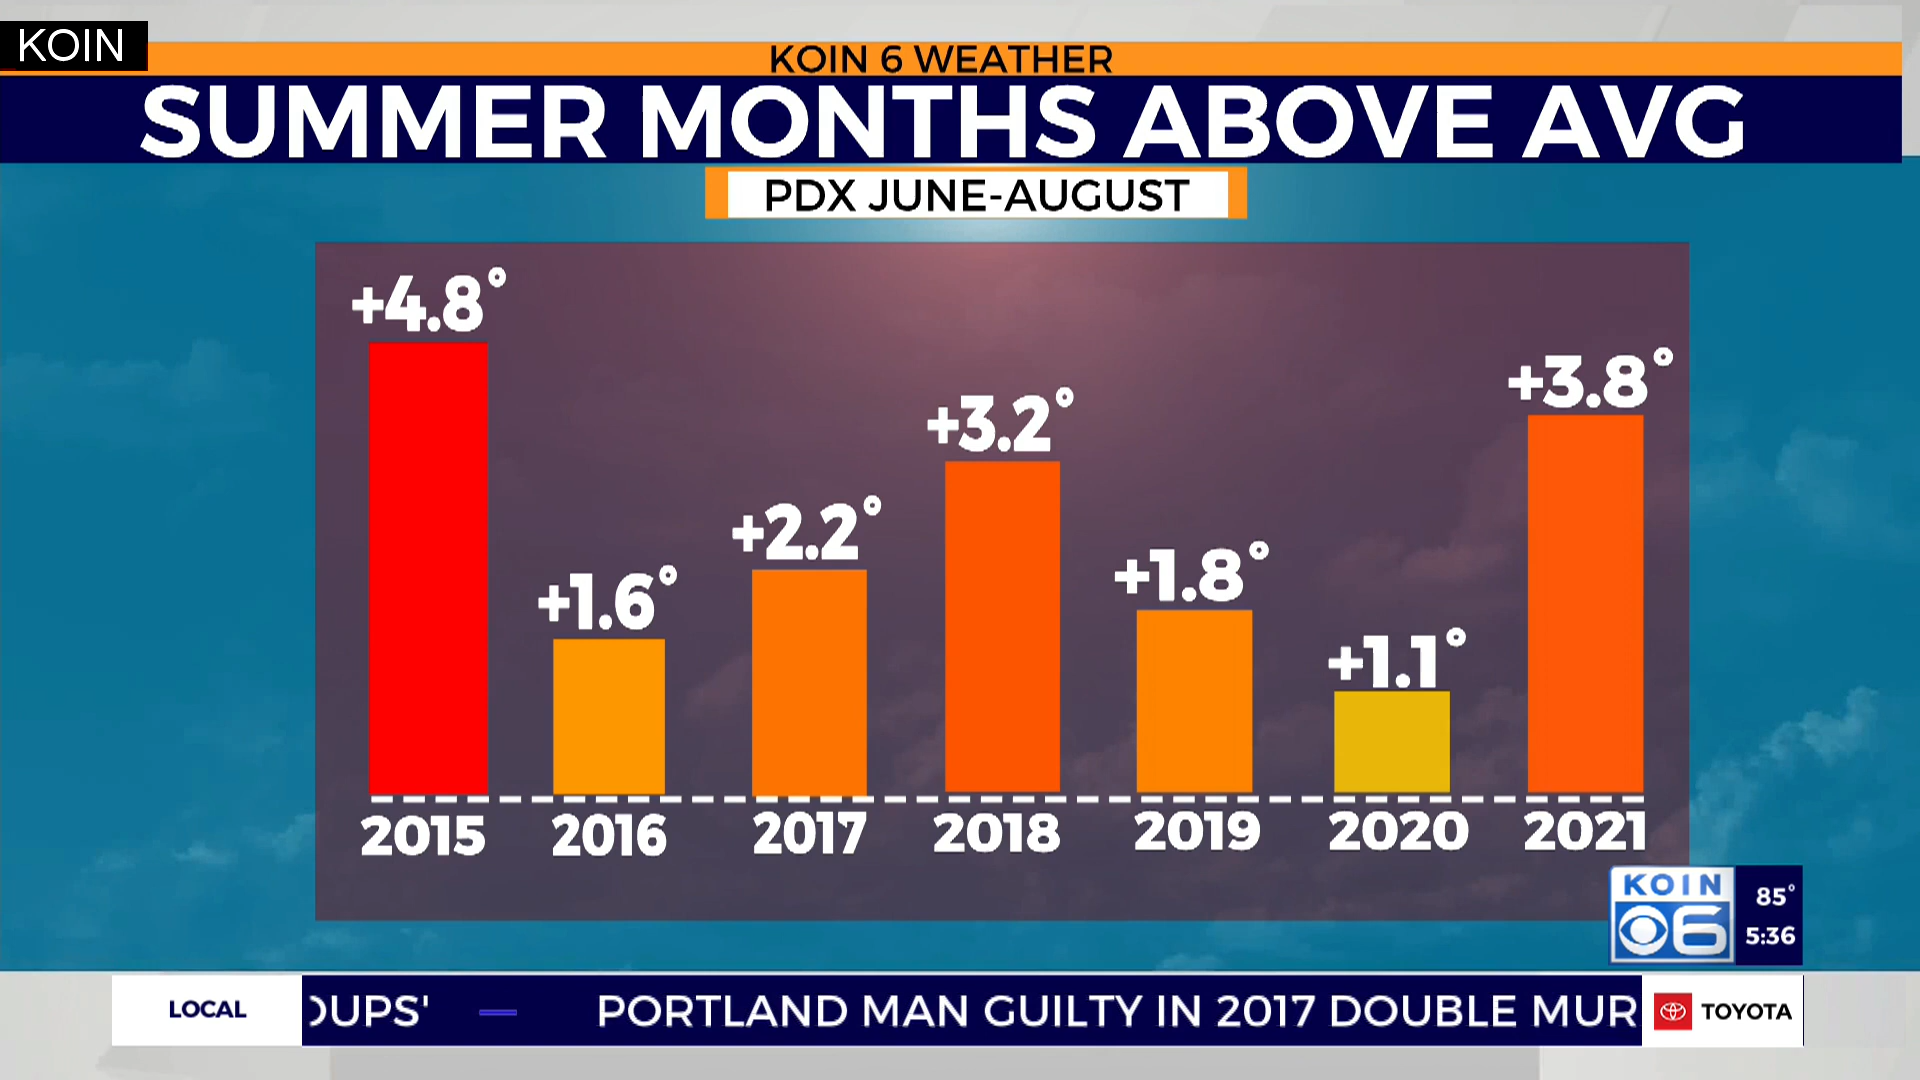 KOIN
KOIN 6 WEATHER
SUMMER MONTHS ABOVE AVG
PDX JUNE-AUGUST
+4.8°
+1.6°
+2.2°
+3.2°
+1.8°
+1.1°
+3.8°
2015 2016 2017 2018 2019 2020 2021
KOIN
6
85°
5:36
LOCAL
OUPS' — PORTLAND MAN GUILTY IN 2017 DOUBLE MUR
TOYOTA